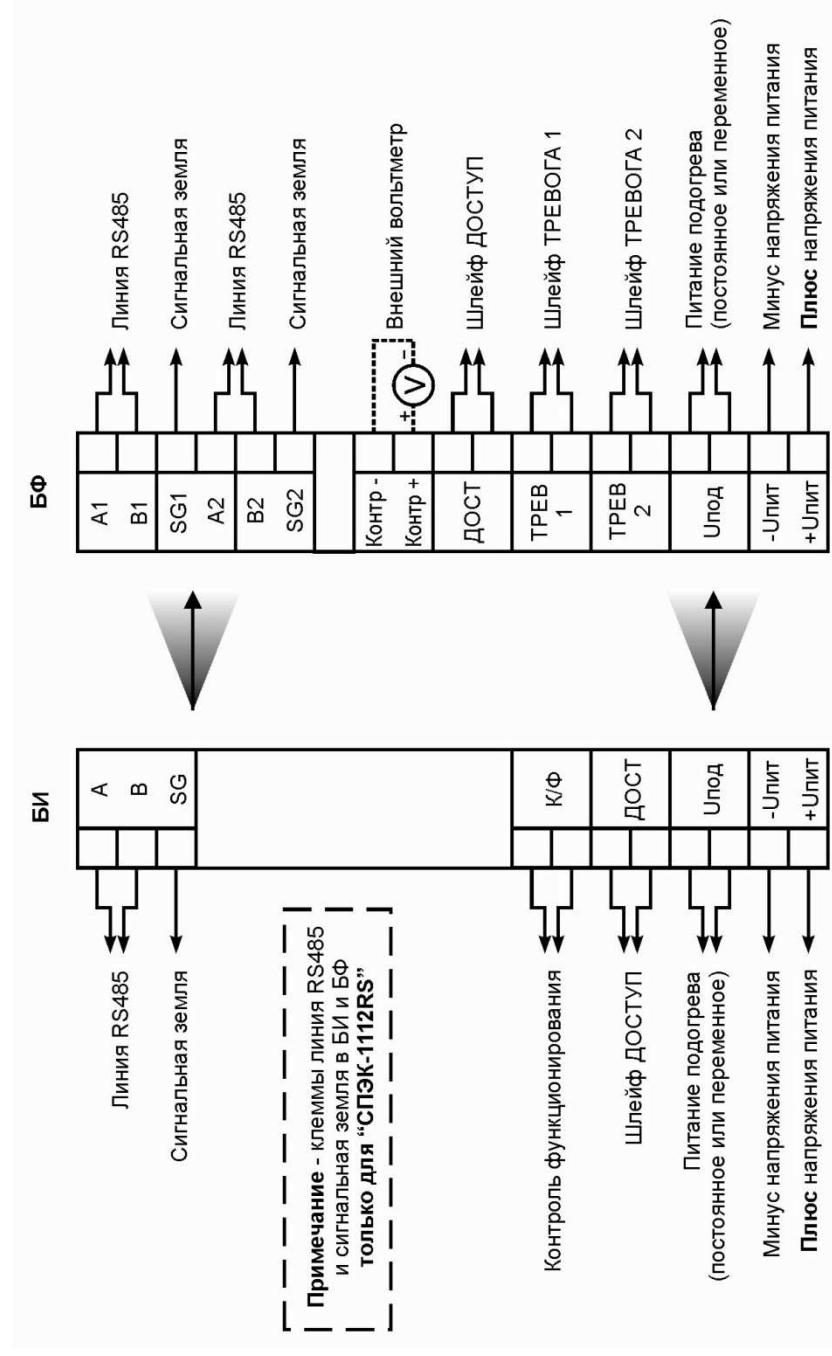 БИ
Линия RS485
Сигнальная земля
A
B
SG
Примечание - клеммы линия RS485
и сигнальная земля в БИ и БФ
только для “СПЭК-1112RS”
Контроль функционирования
К/Ф
Шлейф ДОСТУП
ДОСТ
Питание подогрева
(постоянное или переменное)
Uпод
Минус напряжения питания
-Uпит
Плюс напряжения питания
+Uпит
БФ
A1
B1
Линия RS485
SG1
Сигнальная земля
A2
B2
Линия RS485
SG2
Сигнальная земля
Контр -
Контр +
+ V -
Внешний вольтметр
ДОСТ
Шлейф ДОСТУП
ТРЕВ
1
Шлейф ТРЕВОГА 1
ТРЕВ
2
Шлейф ТРЕВОГА 2
Uпод
Питание подогрева
(постоянное или переменное)
-Uпит
Минус напряжения питания
+Uпит
Плюс напряжения питания